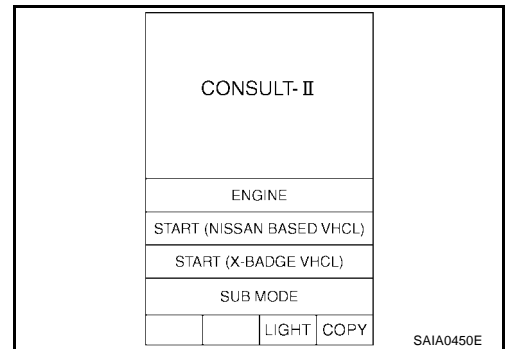 CONSULT-II
ENGINE
START (NISSAN BASED VHCL)
START (X-BADGE VHCL)
SUB MODE
LIGHT COPY
SAIA0450E